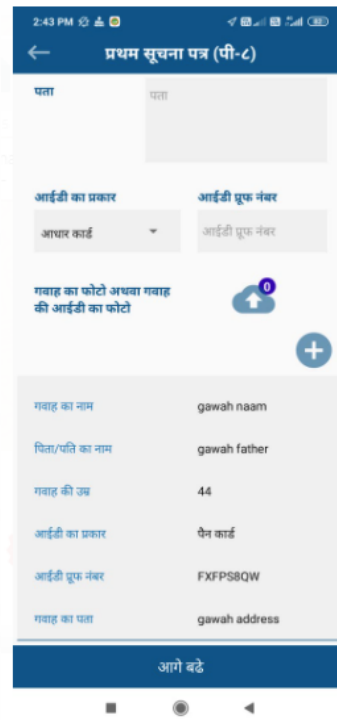 2:43 PM
82
प्रथम सूचना पत्र (पी-८)
पता
पता
आईडी का प्रकार
आईडी प्रूफ नंबर
आधार कार्ड
आईडी प्रूफ नंबर
गवाह का फोटो अथवा गवाह
की आईडी का फोटो
0
गवाह का नाम
gawah naam
पिता/पति का नाम
gawah father
गवाह की उम्र
44
आईडी का प्रकार
पैन कार्ड
आईडी प्रूफ नंबर
FXFPS8QW
गवाह का पता
gawah address
आगे बढे